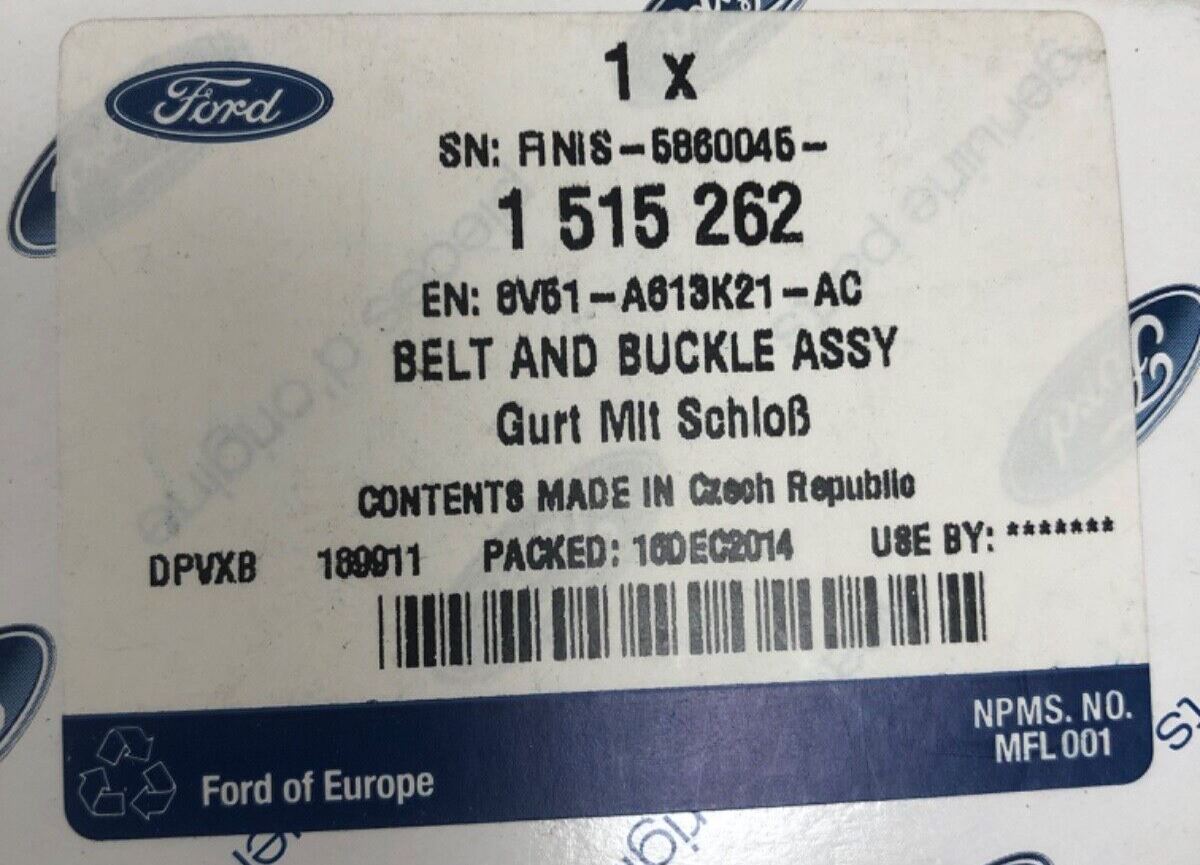 Ford
1 x
SN: FINIS-5860045-
1 515 262
EN: 8V51-A613K21-AC
BELT AND BUCKLE ASSY
Gurt Mit Schloß
CONTENTS MADE IN Czech Republic
DPVXB 189911 PACKED: 16DEC2014 USE BY: *******
NPMS. NO.
MFL 001
Ford of Europe